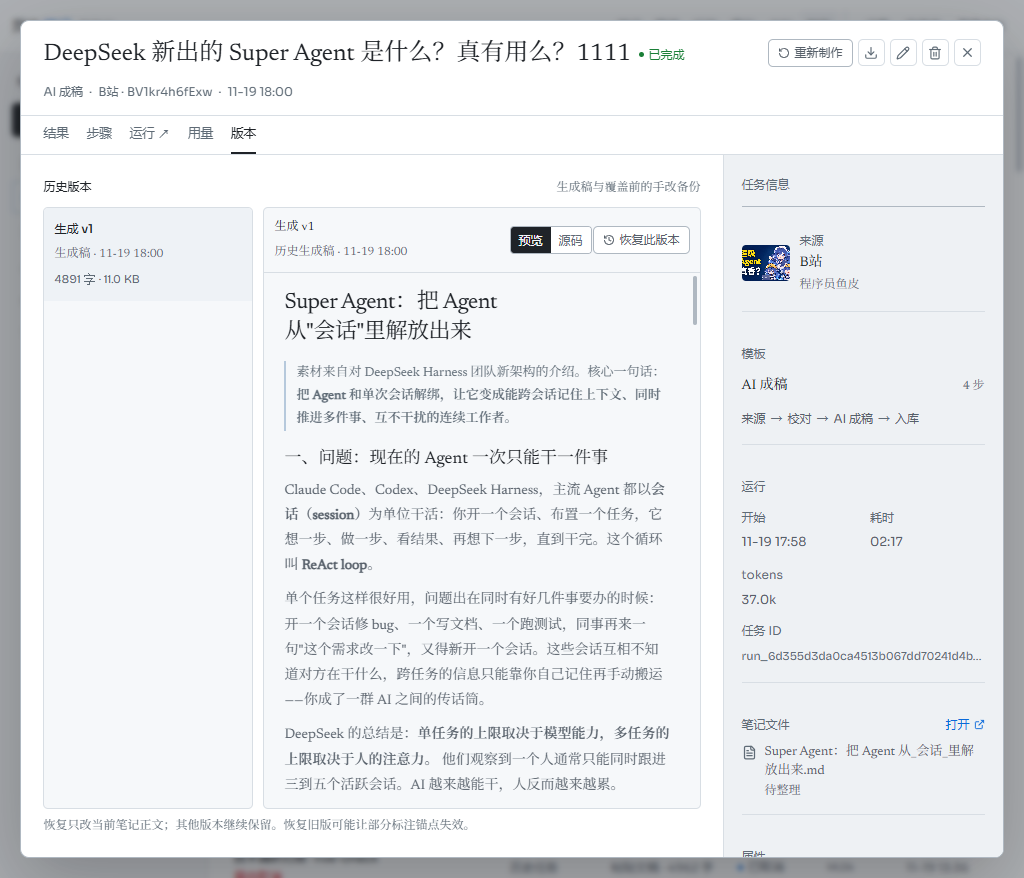 DeepSeek 新出的 Super Agent 是什么？真有用么？1111
已完成
重新制作
AI 成稿 · B站 · BV1kr4h6fExw · 11-19 18:00
结果
步骤
运行 ↗
用量
版本
历史版本
生成稿与覆盖前的手改备份
生成 v1
生成稿 · 11-19 18:00
4891 字 · 11.0 KB
生成 v1
历史生成稿 · 11-19 18:00
预览
源码
恢复此版本
Super Agent：把 Agent
从"会话"里解放出来
素材来自对 DeepSeek Harness 团队新架构的介绍。核心一句话：
把 Agent 和单次会话解绑，让它变成能跨会话记住上下文、同时
推进多件事、互不干扰的连续工作者。
一、问题：现在的 Agent 一次只能干一件事
Claude Code、Codex、DeepSeek Harness，主流 Agent 都以会
话（session）为单位干活：你开一个会话、布置一个任务，它
想一步、做一步、看结果、再想下一步，直到干完。这个循环
叫 ReAct loop。
单个任务这样很好用，问题出在同时有好几件事要办的时候：
开一个会话修 bug、一个写文档、一个跑测试，同事再来一
句"这个需求改一下"，又得新开一个会话。这些会话互相不知
道对方在干什么，跨任务的信息只能靠你自己记住再手动搬运
——你成了一群 AI 之间的传话筒。
DeepSeek 的总结是：单任务的上限取决于模型能力，多任务的
上限取决于人的注意力。他们观察到一个人通常只能同时跟进
三到五个活跃会话。AI 越来越能干，人反而越来越累。
恢复只改当前笔记正文；其他版本继续保留。恢复旧版可能让部分标注锚点失效。
任务信息
来源
B站
程序员鱼皮
模板
AI 成稿
4 步
来源 → 校对 → AI 成稿 → 入库
运行
开始
耗时
11-19 17:58
02:17
tokens
37.0k
任务 ID
run_6d355d3da0ca4513b067dd70241d4b...
笔记文件
打开
Super Agent：把 Agent 从_会话_里解
放出来.md
待整理